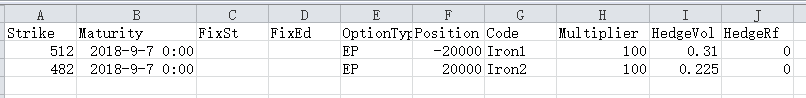 A B C D E F G H I J
Strike Maturity FixSt FixEd OptionTyp Position Code Multiplier HedgeVol HedgeRf
512 2018-9-7 0:00 EP -20000 Iron1 100 0.31 0
482 2018-9-7 0:00 EP 20000 Iron2 100 0.225 0